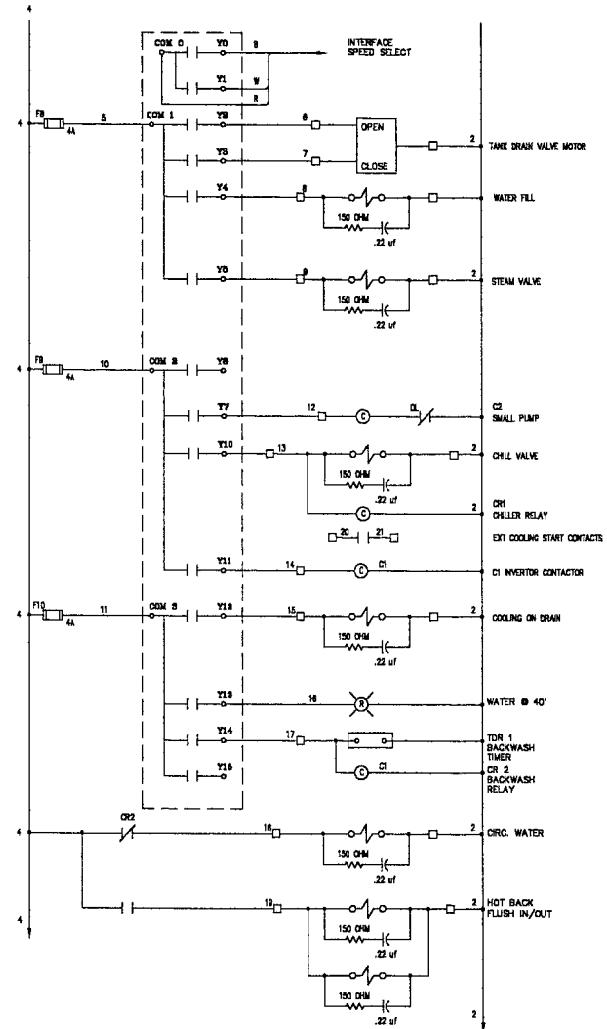 4
COM 0 Y0 8 INTERFACE
SPEED SELECT
Y1 W
R
F8 5 COM 1 Y2 6 OPEN
4 4A
2 TANK DRAIN VALVE MOTOR
Y3 7 CLOSE
Y4 8 2 WATER FILL
150 OHM
.22 uf
Y5 9 2 STEAM VALVE
150 OHM
.22 uf
F9 10 COM 2 Y6
4 4A
Y7 12 C OL C2
SMALL PUMP
Y10 13 2 CHILL VALVE
150 OHM
.22 uf
C 2 CR1
CHILLER RELAY
20 21 EXT COOLING START CONTACTS
Y11 14 C C1 C1 INVERTOR CONTACTOR
F10 11 COM 3 Y12 15 2 COOLING ON DRAIN
4 4A
150 OHM
.22 uf
Y13 16 R WATER @ 40'
Y14 17 TDR 1
BACKWASH
TIMER
Y15 C C1 CR 2
BACKWASH
RELAY
CR2 18 2 CIRC. WATER
150 OHM
.22 uf
19 2 HOT BACK
FLUSH IN/OUT
4
150 OHM
.22 uf
150 OHM
.22 uf
2